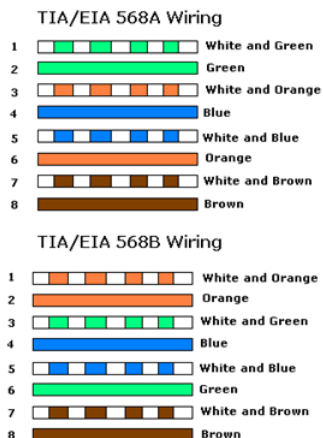 TIA/EIA 568A Wiring
1 White and Green
2 Green
3 White and Orange
4 Blue
5 White and Blue
6 Orange
7 White and Brown
8 Brown
TIA/EIA 568B Wiring
1 White and Orange
2 Orange
3 White and Green
4 Blue
5 White and Blue
6 Green
7 White and Brown
8 Brown